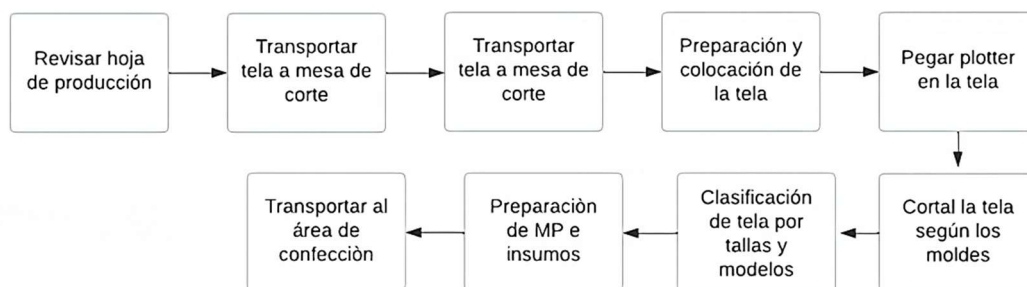 Revisar hoja
de producción
Transportar
tela a mesa de
corte
Transportar
tela a mesa de
corte
Preparación y
colocación de
la tela
Pegar plotter
en la tela
Cortal la tela
según los
moldes
Clasificación
de tela por
tallas y
modelos
Preparaciòn
de MP e
insumos
Transportar al
área de
confecciòn